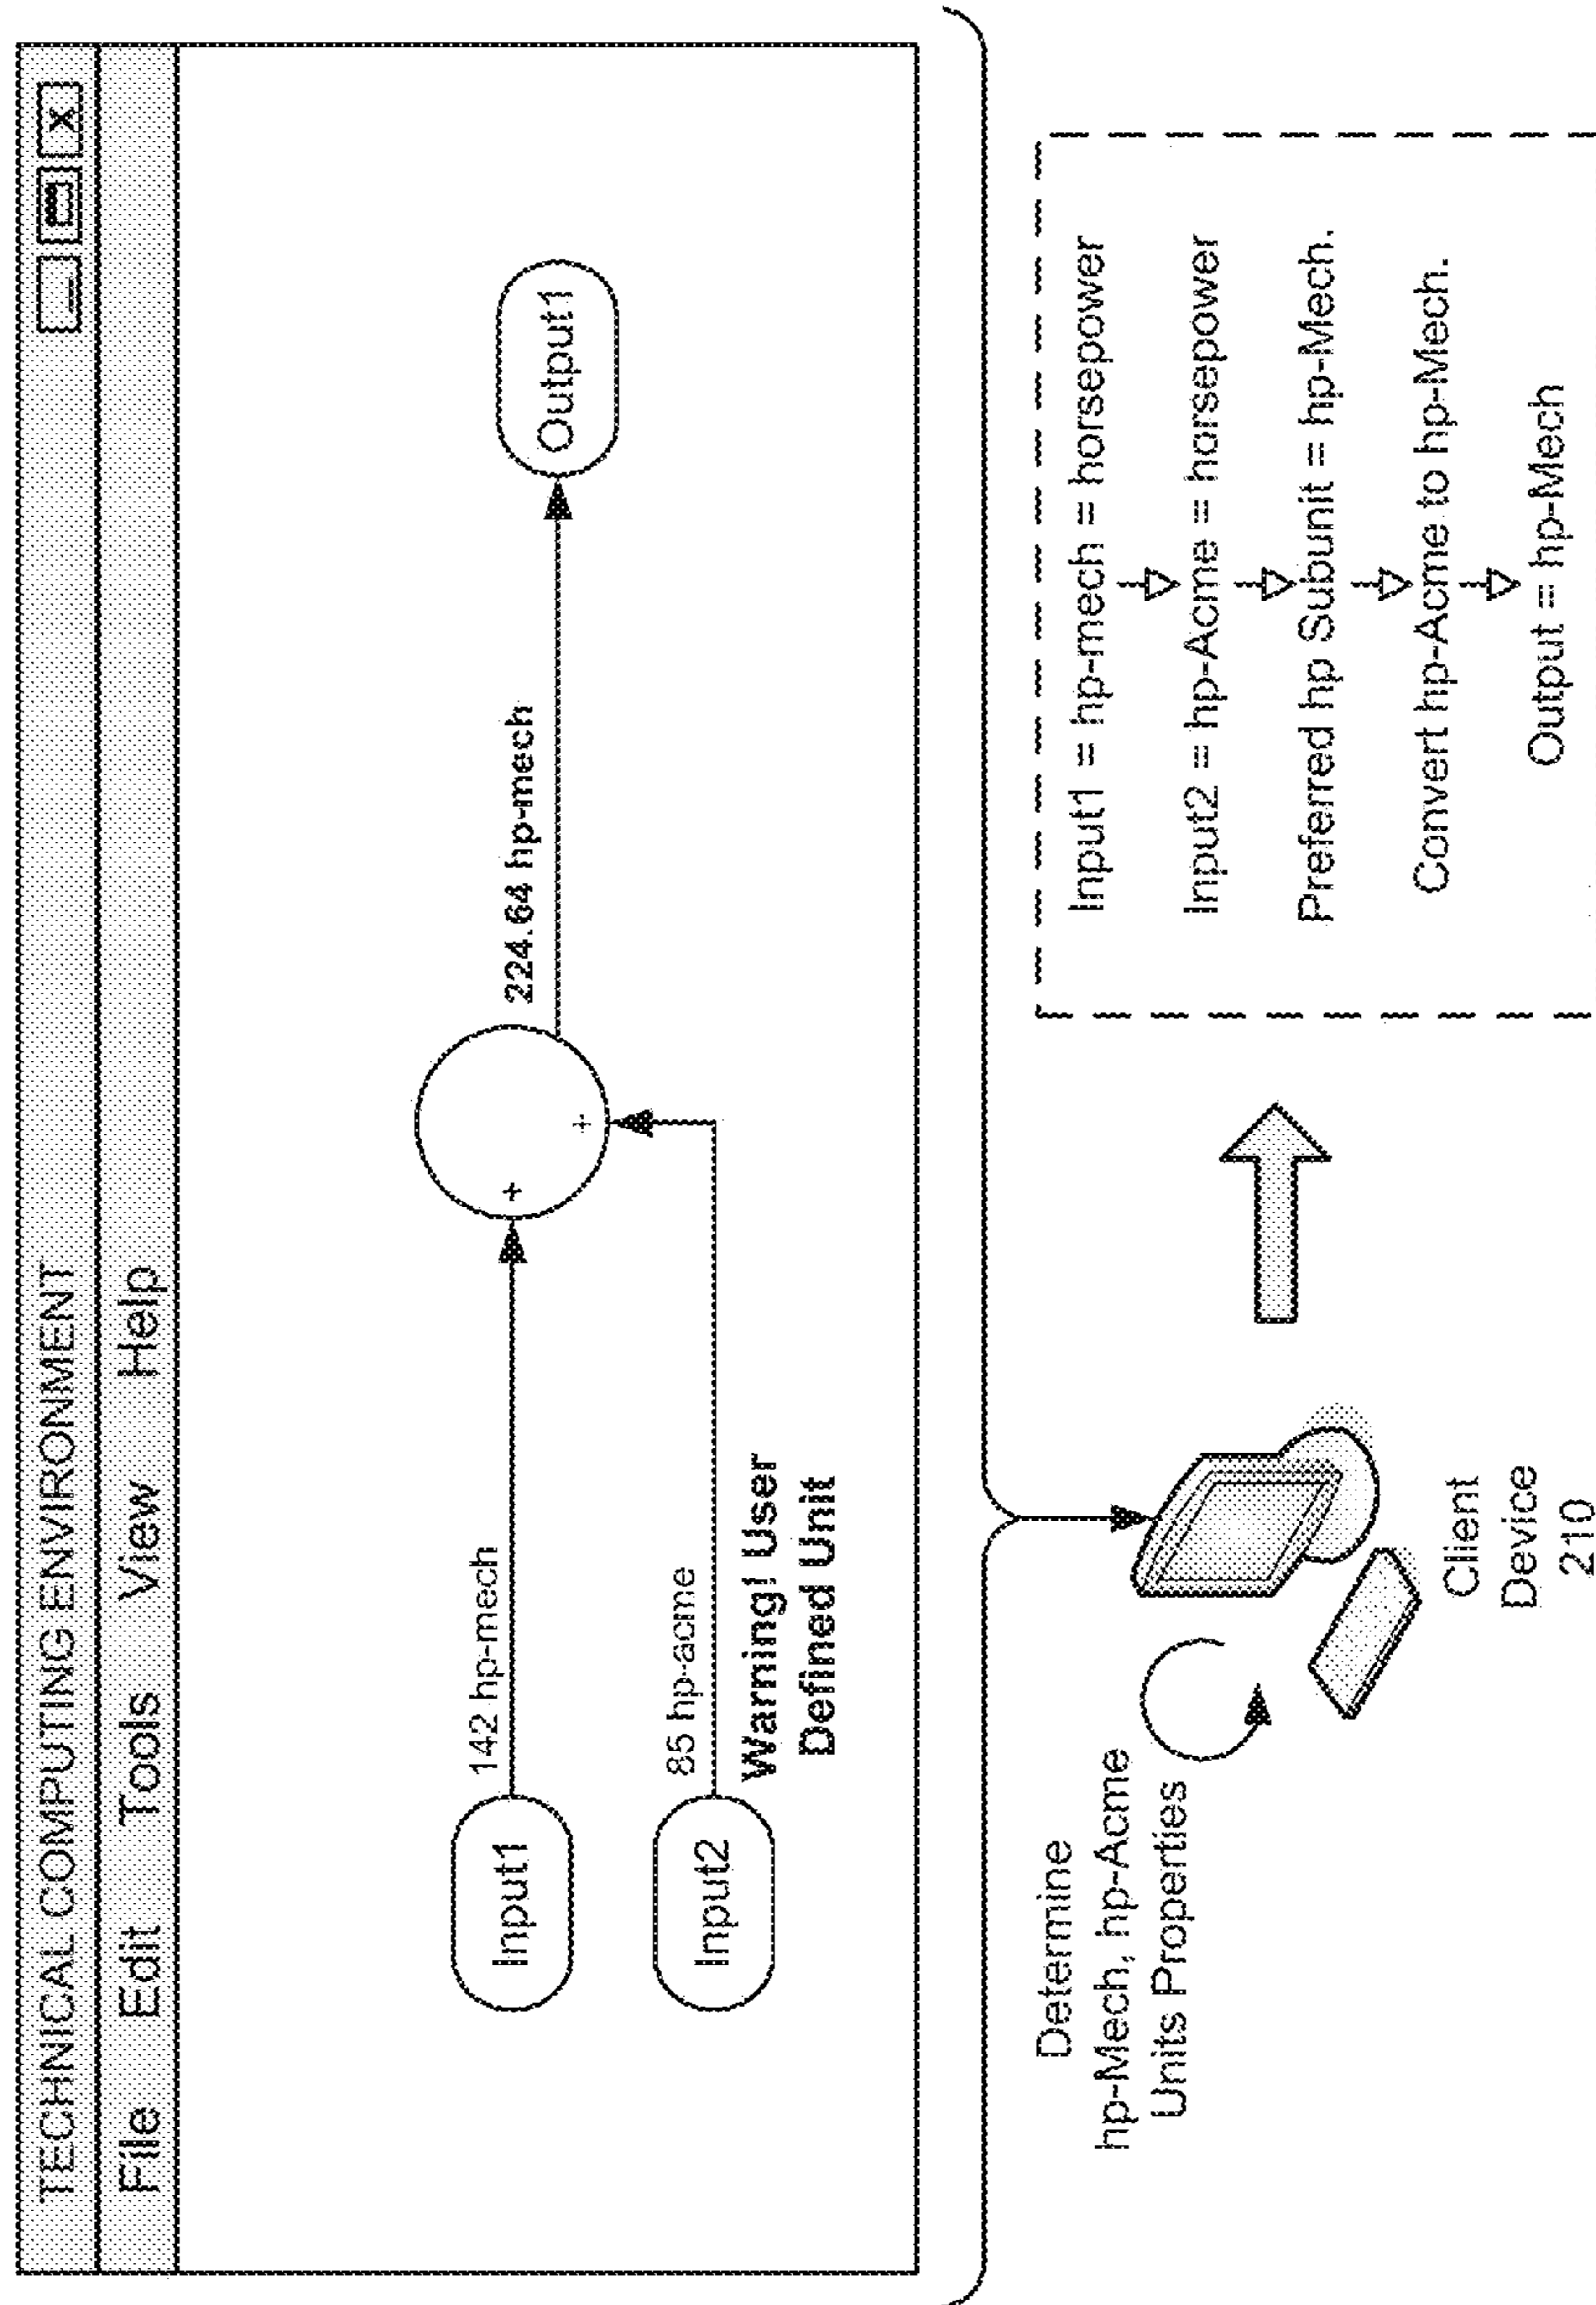 TECHNICAL COMPUTING ENVIRONMENT
_ X
File Edit Tools View Help
Input1
142 hp-mech
+
+
224.64 hp-mech
Output1
Input2
85 hp-acme
Warning! User
Defined Unit
Determine
hp-Mech, hp-Acme
Units Properties
Client
Device
210
Input1 = hp-mech = horsepower
Input2 = hp-Acme = horsepower
Preferred hp Subunit = hp-Mech.
Convert hp-Acme to hp-Mech.
Output = hp-Mech